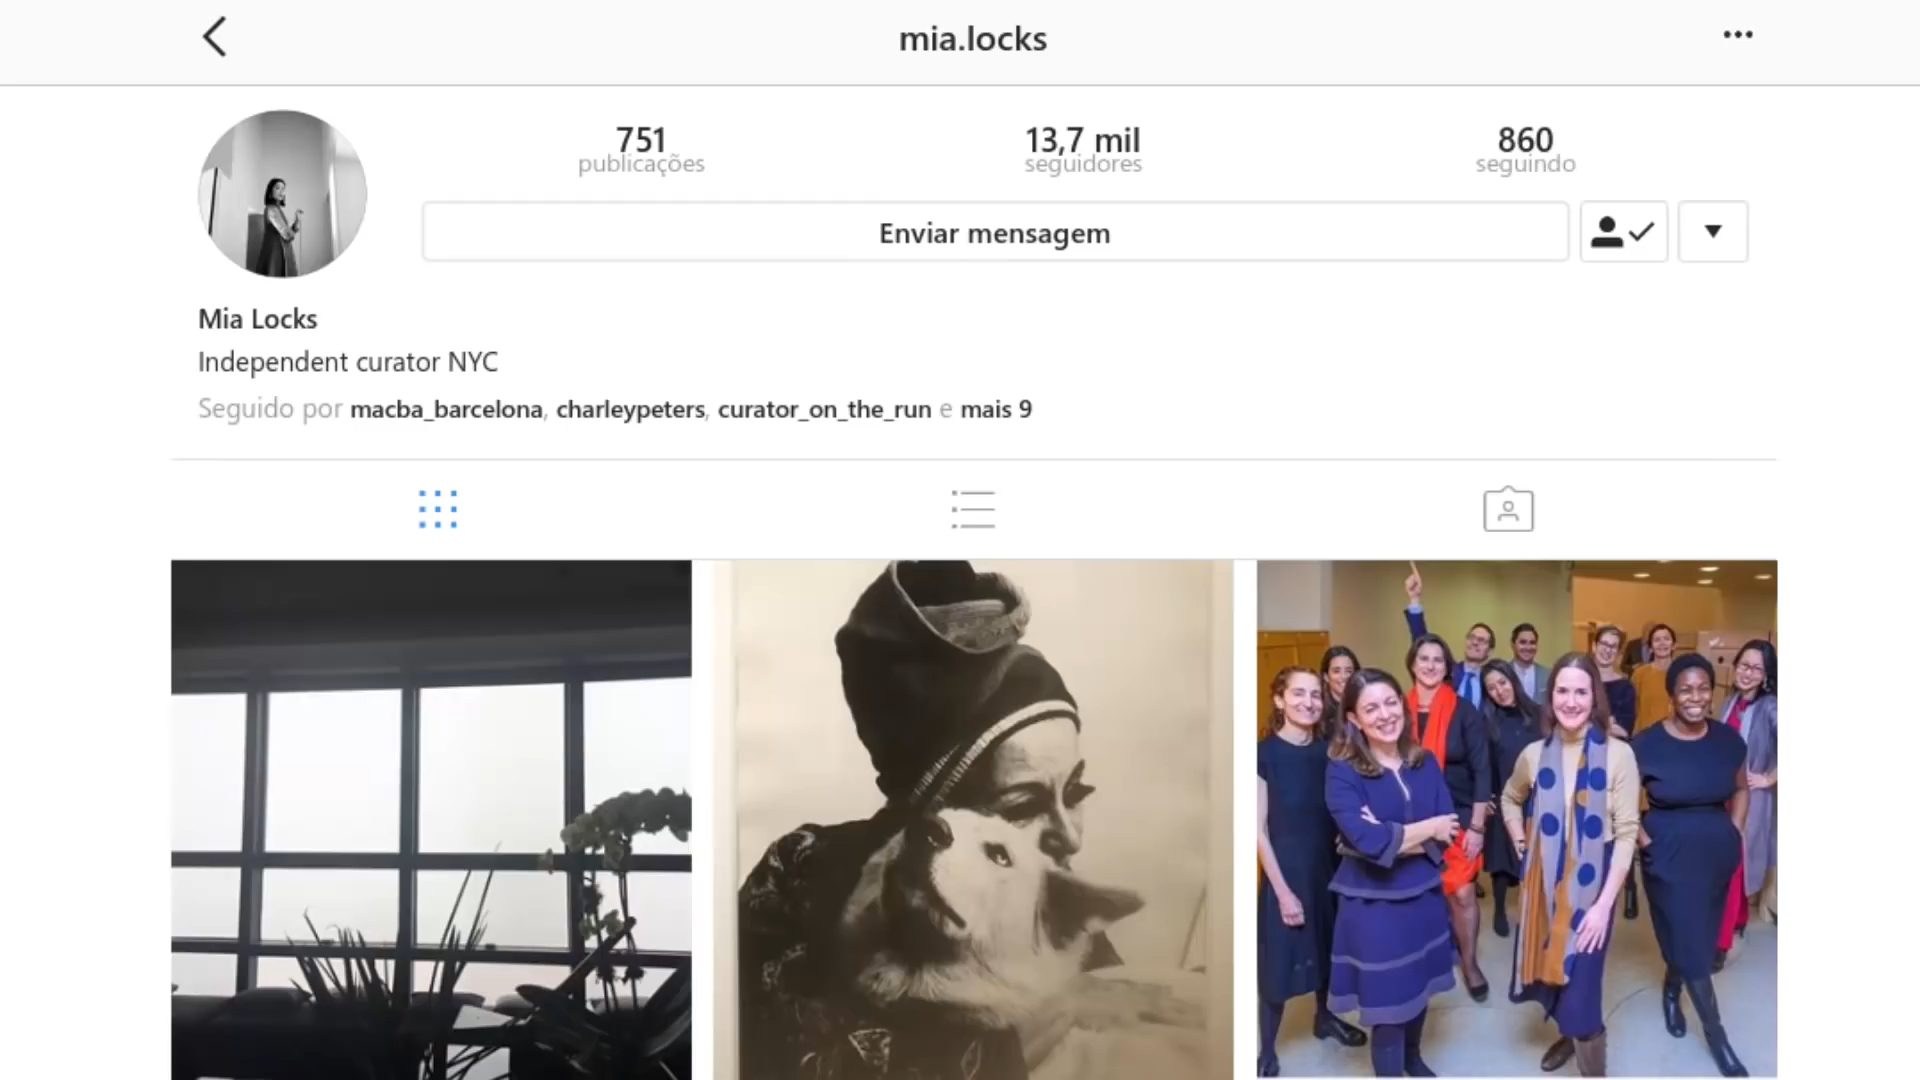 mia.locks
751
publicações
13,7 mil
seguidores
860
seguindo
Enviar mensagem
Mia Locks
Independent curator NYC
Seguido por macba_barcelona, charleypeters, curator_on_the_run e mais 9